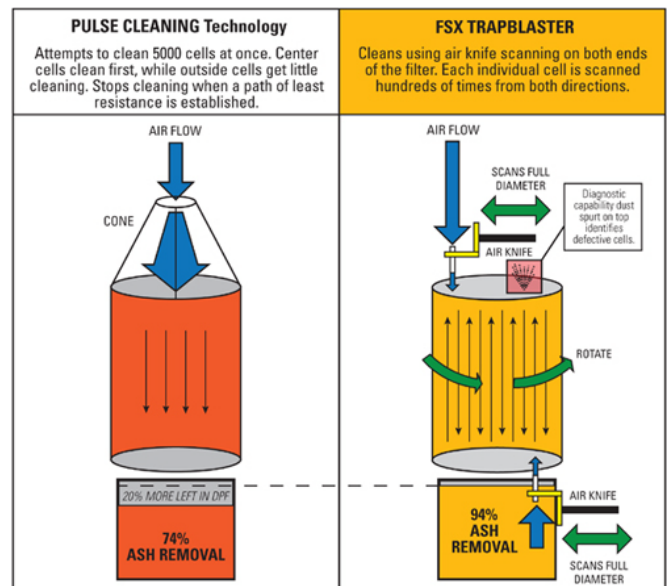 PULSE CLEANING Technology
Attempts to clean 5000 cells at once. Center
cells clean first, while outside cells get little
cleaning. Stops cleaning when a path of least
resistance is established.
AIR FLOW
CONE
20% MORE LEFT IN DPF
74%
ASH REMOVAL
FSX TRAPBLASTER
Cleans using air knife scanning on both ends
of the filter. Each individual cell is scanned
hundreds of times from both directions.
AIR FLOW
SCANS FULL
DIAMETER
Diagnostic
capability dust
spurt on top
identifies
defective cells.
AIR KNIFE
ROTATE
94%
ASH
REMOVAL
AIR KNIFE
SCANS FULL
DIAMETER